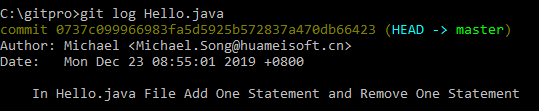 C:\gitpro>git log Hello.java
commit 0737c099966983fa5d5925b572837a470db66423 (HEAD -> master)
Author: Michael <Michael.Song@huameisoft.cn>
Date:   Mon Dec 23 08:55:01 2019 +0800
    In Hello.java File Add One Statement and Remove One Statement